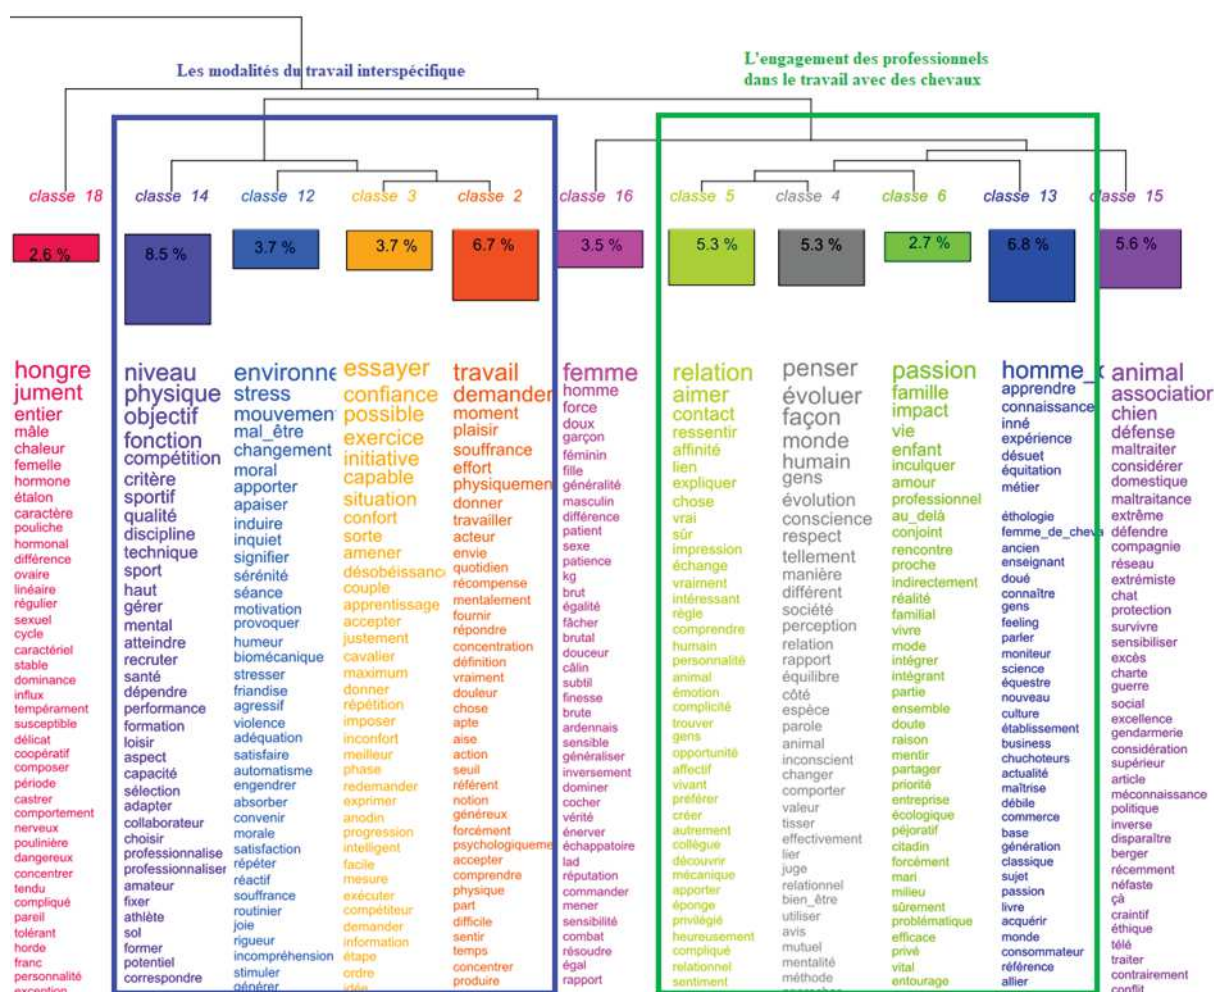 Les modalités du travail interspécifique
L'engagement des professionnels
dans le travail avec des chevaux
classe 18
2.6 %
hongre
jument
entier
mâle
chaleur
femelle
hormone
étalon
caractère
pouliche
hormonal
différence
ovaire
linéaire
régulier
sexuel
cycle
caractériel
stable
dominance
influx
tempérament
susceptible
délicat
coopératif
composer
période
castrer
comportement
nerveux
poulinière
dangereux
concentrer
tendu
compliqué
pareil
tolérant
horde
franc
personnalité
exception
classe 14
8.5 %
niveau
physique
objectif
fonction
compétition
critère
sportif
qualité
discipline
technique
sport
haut
gérer
mental
atteindre
recruter
santé
dépendre
performance
formation
loisir
aspect
capacité
sélection
adapter
collaborateur
choisir
professionnalise
professionnaliser
amateur
fixer
athlète
sol
former
potentiel
correspondre
classe 12
3.7 %
environne
stress
mouvemen
mal_être
changement
moral
apporter
apaiser
induire
inquiet
signifier
sérénité
séance
motivation
provoquer
humeur
biomécanique
stresser
friandise
agressif
violence
adéquation
satisfaire
automatisme
engendrer
absorber
convenir
morale
satisfaction
répéter
réactif
souffrance
routinier
joie
rigueur
incompréhension
stimuler
générer
classe 3
3.7 %
essayer
confiance
possible
exercice
initiative
capable
situation
confort
sorte
amener
désobéissanc
couple
apprentissage
accepter
justement
cavalier
maximum
donner
répétition
imposer
inconfort
meilleur
phase
redemander
exprimer
anodin
progression
intelligent
facile
mesure
exécuter
compétiteur
demander
information
étape
ordre
idée
classe 2
6.7 %
travail
demander
moment
plaisir
souffrance
effort
physiquemen
donner
travailler
acteur
envie
quotidien
récompense
mentalement
fournir
répondre
concentration
définition
vraiment
douleur
chose
apte
aise
action
seuil
référent
notion
généreux
forcément
psychologiqueme
accepter
comprendre
physique
part
difficile
sentir
temps
concentrer
produire
classe 16
3.5 %
femme
homme
force
doux
garçon
féminin
fille
généralité
masculin
différence
patient
sexe
patience
kg
brut
égalité
fâcher
brutal
douceur
câlin
subtil
finesse
brute
ardennais
sensible
généraliser
inversement
dominer
cocher
vérité
énerver
échappatoire
lad
réputation
commander
mener
sensibilité
combat
résoudre
égal
rapport
classe 5
5.3 %
relation
aimer
contact
ressentir
affinité
lien
expliquer
chose
vrai
sûr
impression
échange
vraiment
intéressant
règle
comprendre
humain
personnalité
animal
émotion
complicité
trouver
gens
opportunité
affectif
vivant
préférer
créer
autrement
collègue
découvrir
mécanique
apporter
éponge
privilégié
heureusement
compliqué
relationnel
sentiment
classe 4
5.3 %
penser
évoluer
façon
monde
humain
gens
évolution
conscience
respect
tellement
manière
différent
société
perception
relation
rapport
équilibre
côté
espèce
parole
animal
inconscient
changer
comporter
valeur
tisser
effectivement
lier
juge
relationnel
bien_être
utiliser
avis
mutuel
mentalité
méthode
classe 6
2.7 %
passion
famille
impact
vie
enfant
inculquer
amour
professionnel
au_delà
conjoint
rencontre
proche
indirectement
réalité
familial
vivre
mode
intégrer
intégrant
partie
ensemble
doute
raison
mentir
partager
priorité
entreprise
écologique
péjoratif
citadin
forcément
mari
milieu
sûrement
problématique
efficace
privé
vital
entourage
classe 13
6.8 %
homme_
apprendre
connaissance
inné
expérience
désuet
équitation
métier
éthologie
femme_de_cheva
ancien
enseignant
doué
connaître
gens
feeling
parler
moniteur
science
équestre
nouveau
culture
établissement
business
chuchoteurs
actualité
maîtrise
débile
commerce
base
génération
classique
sujet
passion
livre
acquérir
monde
consommateur
référence
allier
classe 15
5.6 %
animal
association
chien
défense
maltraiter
considérer
domestique
maltraitance
extrême
défendre
compagnie
réseau
extrémiste
chat
protection
survivre
sensibiliser
excès
charte
guerre
social
excellence
gendarmerie
considération
supérieur
article
méconnaissance
politique
inverse
disparaître
berger
récemment
néfaste
çà
craintif
éthique
télé
traiter
contrairement
conflit